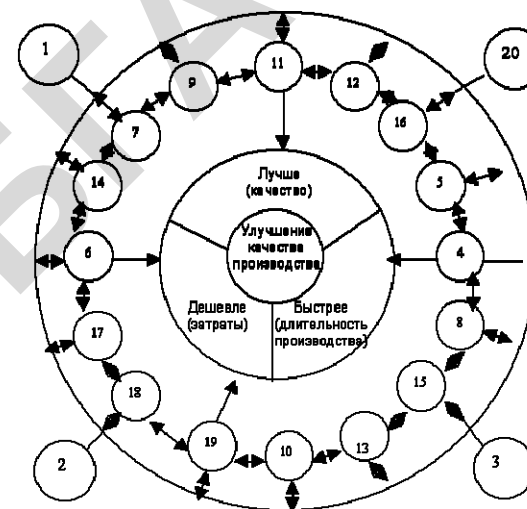 1
20
11
9
12
7
16
14
5
6
4
17
8
18
15
19
10
13
2
3
Лучше
(качество)
Улучшение
качества
производства
Дешевле
(затраты)
Быстрее
(длительность
производства)